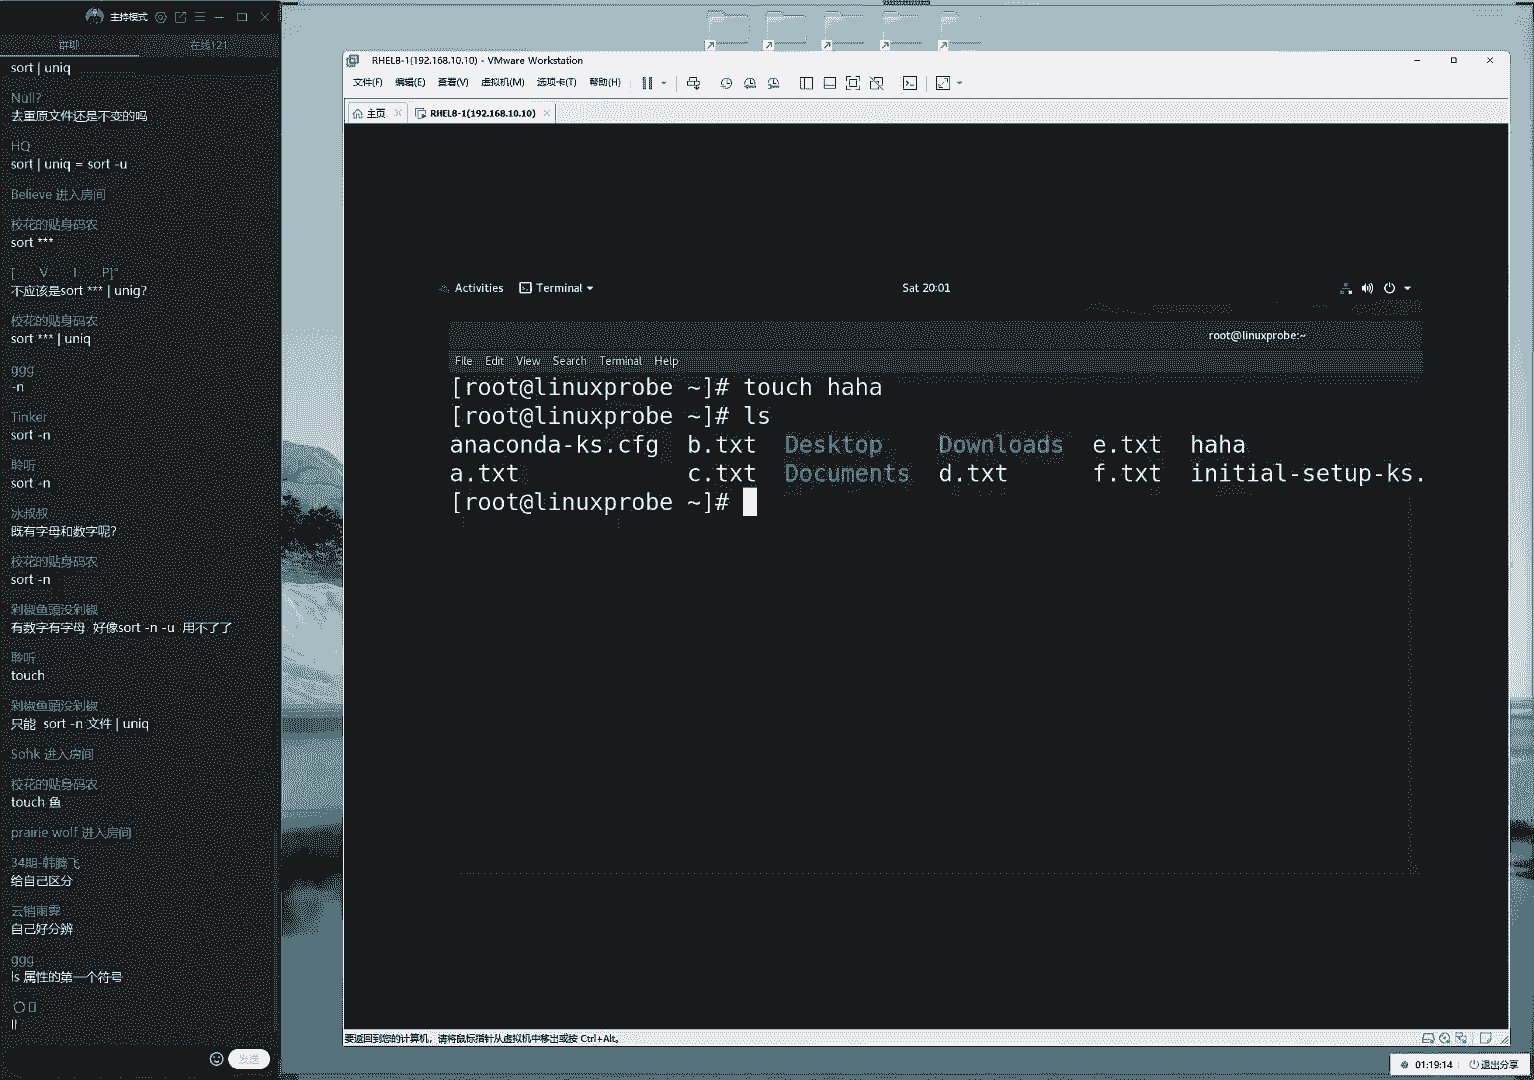 主持模式
群聊
在线121
sort | uniq
Null?
去重原文件还是不变的吗
HQ
sort | uniq = sort -u
Believe 进入房间
校花的贴身码农
sort ***
[ V I P]°
不应该是sort *** | uniq?
校花的贴身码农
sort *** | uniq
ggg
-n
Tinker
sort -n
聆听
sort -n
冰叔叔
既有字母和数字呢?
校花的贴身码农
sort -n
剁椒鱼頭没剁椒
有数字有字母 好像sort -n -u 用不了了
聆听
touch
剁椒鱼頭没剁椒
只能 sort -n 文件 | uniq
Sohk 进入房间
校花的贴身码农
touch 鱼
prairie wolf 进入房间
34期-韩腾飞
给自己区分
云销雨霁
自己好分辨
ggg
ls 属性的第一个符号
ll
发送
RHEL8-1(192.168.10.10) - VMware Workstation
文件(F) 编辑(E) 查看(V) 虚拟机(M) 选项卡(T) 帮助(H)
主页 RHEL8-1(192.168.10.10)
Activities Terminal Sat 20:01
root@linuxprobe:~
File Edit View Search Terminal Help
[root@linuxprobe ~]# touch haha
[root@linuxprobe ~]# ls
anaconda-ks.cfg b.txt Desktop Downloads e.txt haha
a.txt c.txt Documents d.txt f.txt initial-setup-ks.
[root@linuxprobe ~]#
要返回到您的计算机，请将鼠标指针从虚拟机中移出或按 Ctrl+Alt。
01:19:14 退出分享